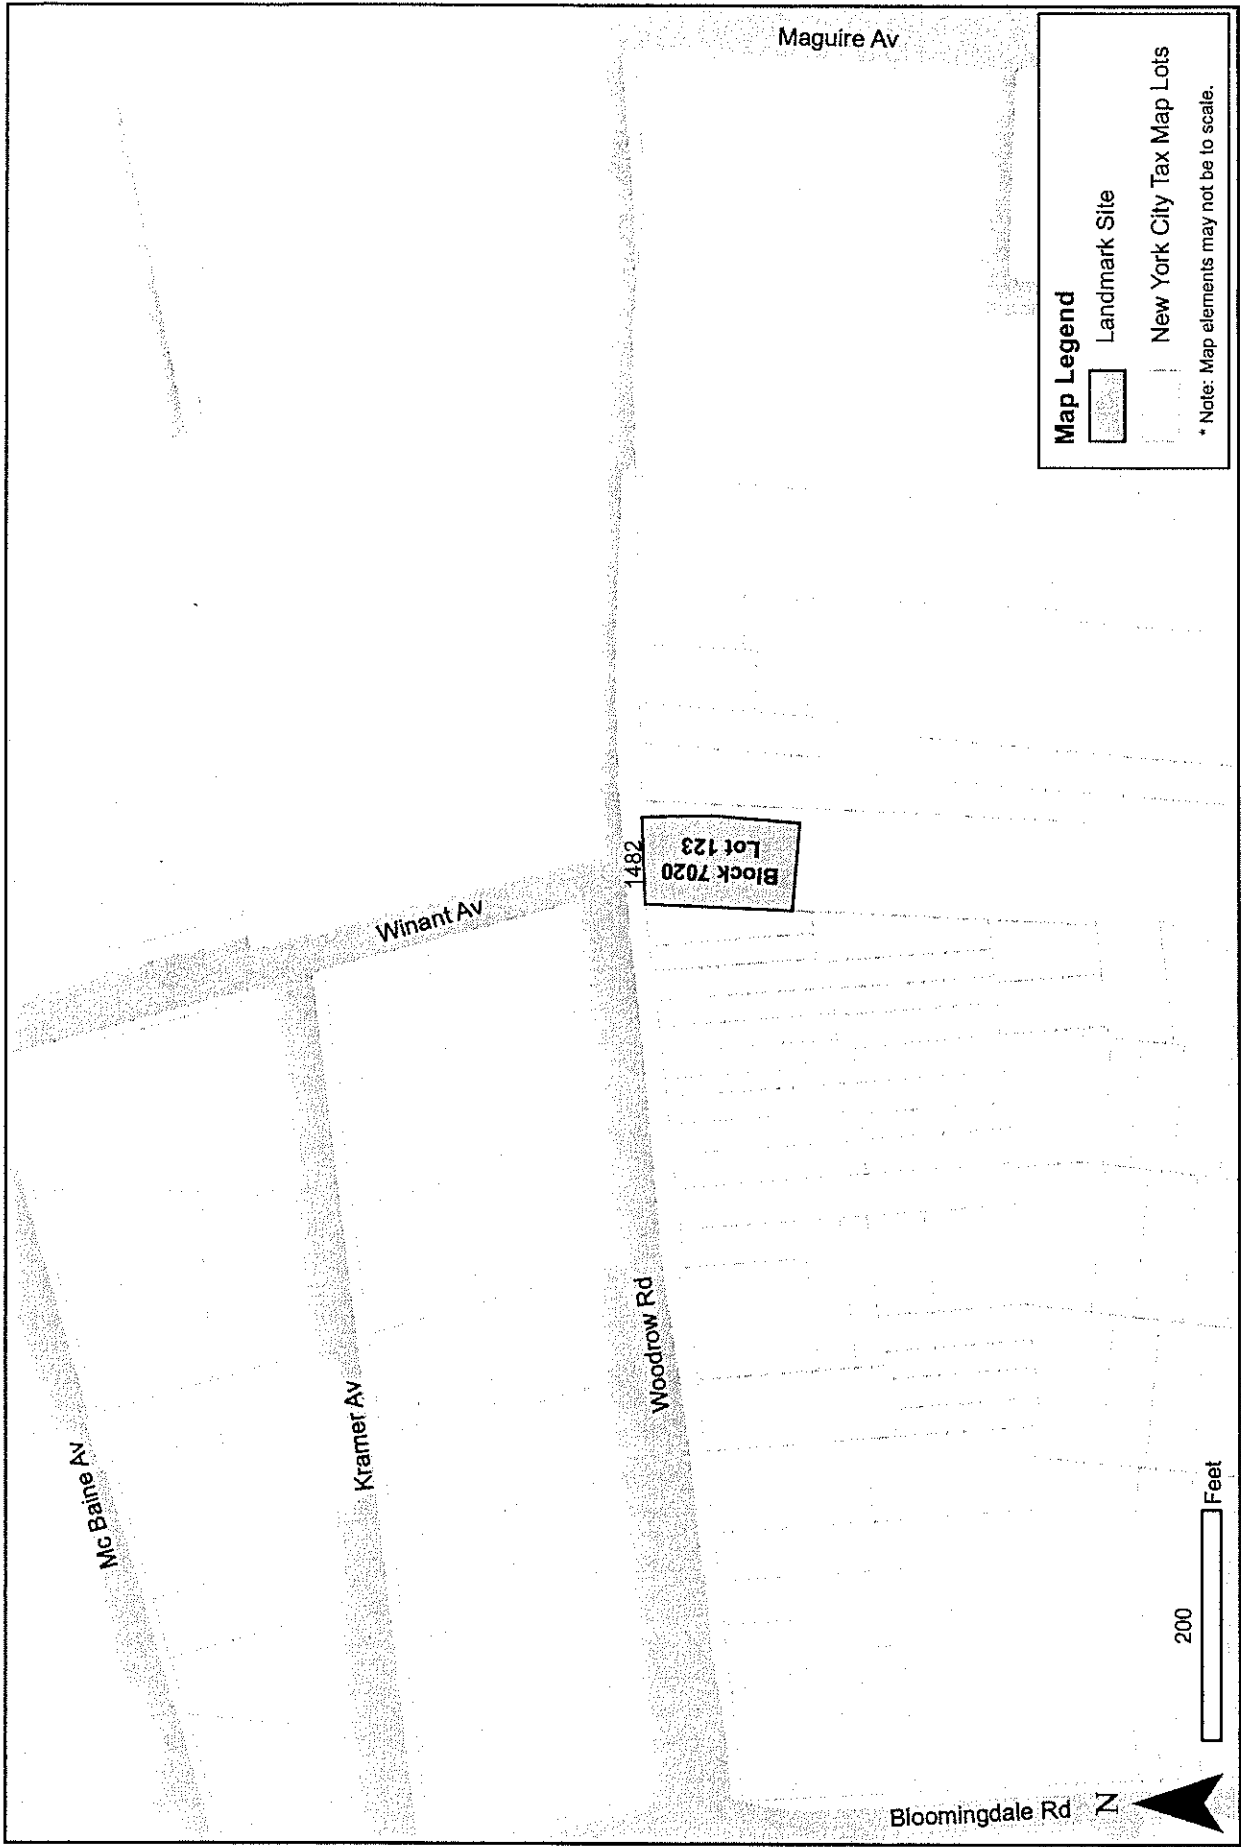 Mc Baine Av
Kramer Av
Winant Av
Maguire Av
Woodrow Rd
1482
Block 7020
Lot 123
Bloomingdale Rd
N
200
Feet
Map Legend
Landmark Site
New York City Tax Map Lots
* Note: Map elements may not be to scale.